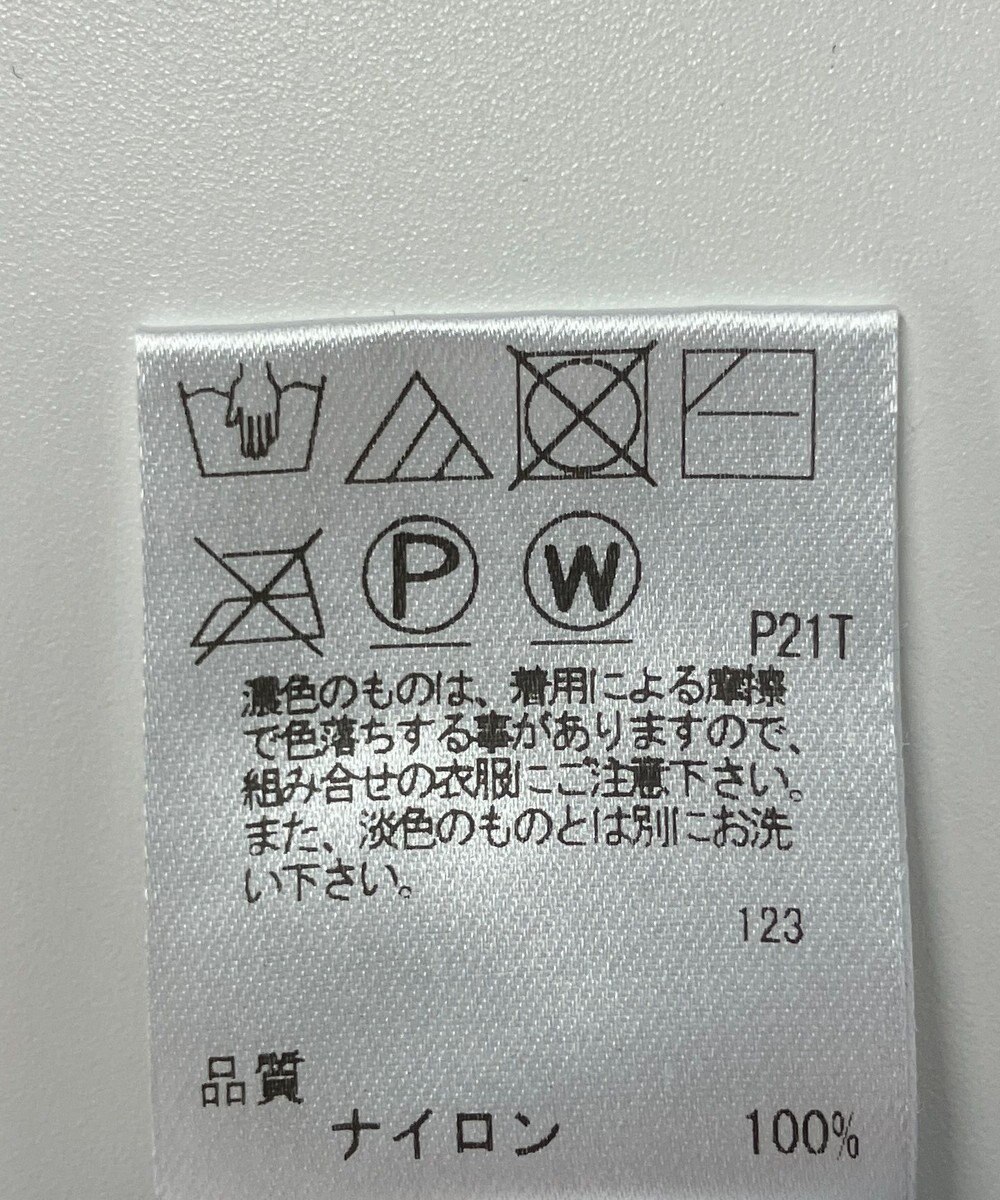 P W
P21T
濃色のものは、着用による摩擦
で色落ちする事がありますので、
組み合せの衣服にご注意下さい。
また、淡色のものとは別にお洗
い下さい。
123
品質
ナイロン 100%